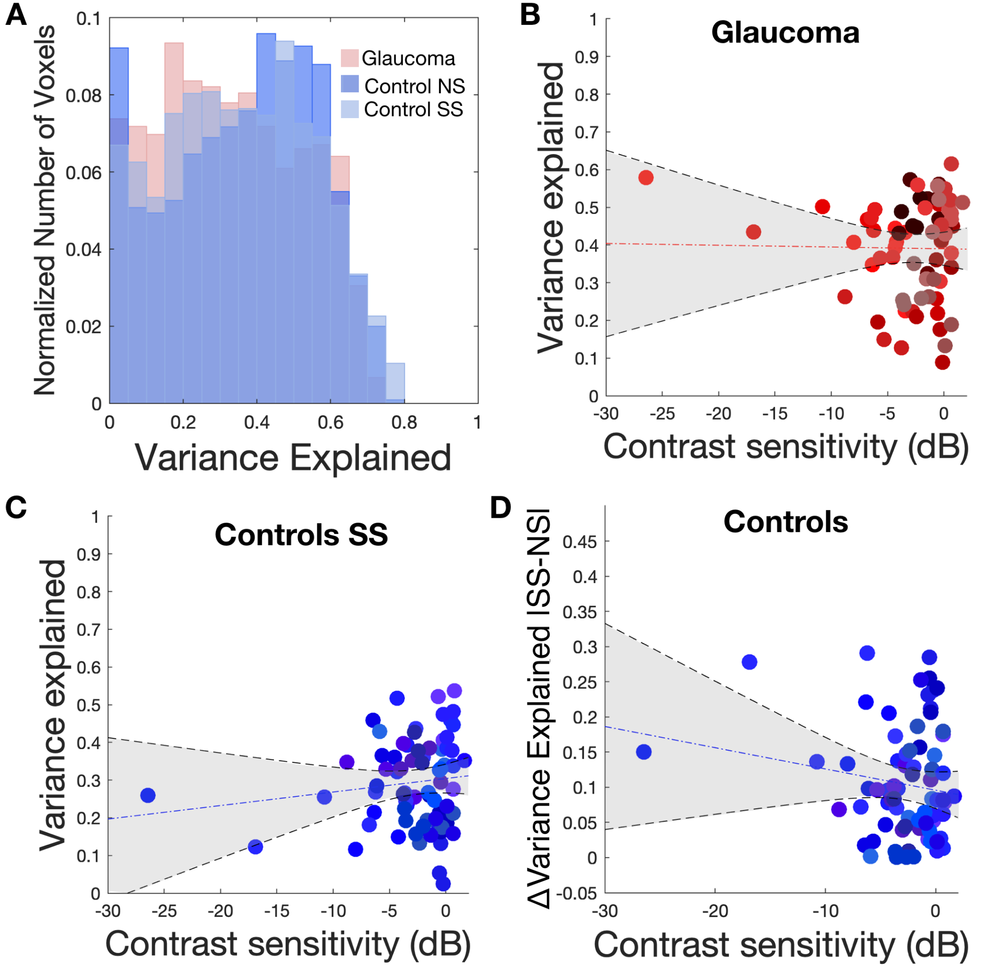 A
Normalized Number of Voxels
0.1
0.08
0.06
0.04
0.02
0
0 0.2 0.4 0.6 0.8 1
Variance Explained
Glaucoma
Control NS
Control SS
B
Glaucoma
Variance explained
1
0.9
0.8
0.7
0.6
0.5
0.4
0.3
0.2
0.1
0
-30 -25 -20 -15 -10 -5 0
Contrast sensitivity (dB)
C
Controls SS
Variance explained
1
0.9
0.8
0.7
0.6
0.5
0.4
0.3
0.2
0.1
0
-30 -25 -20 -15 -10 -5 0
Contrast sensitivity (dB)
D
Controls
ΔVariance Explained |SS-NS|
0.45
0.4
0.35
0.3
0.25
0.2
0.15
0.1
0.05
0
-0.05
-30 -20 -10 0
Contrast sensitivity (dB)